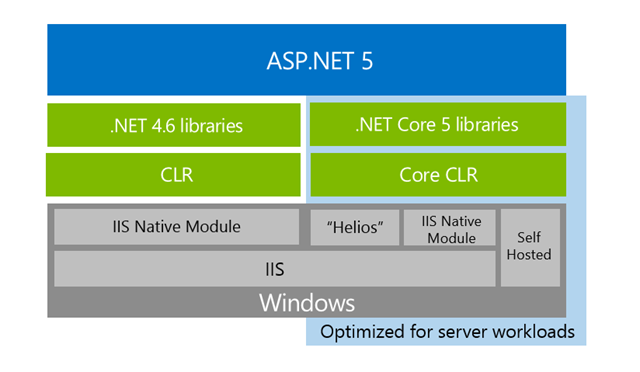 ASP.NET 5
.NET 4.6 libraries
.NET Core 5 libraries
CLR
Core CLR
IIS Native Module
“Helios”
IIS Native
Module
Self
Hosted
IIS
Windows
Optimized for server workloads